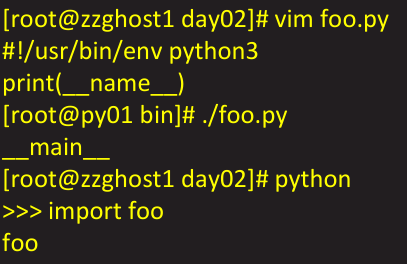 [root@zzghost1 day02]# vim foo.py
#!/usr/bin/env python3
print(__name__)
[root@py01 bin]# ./foo.py
__main__
[root@zzghost1 day02]# python
>>> import foo
foo